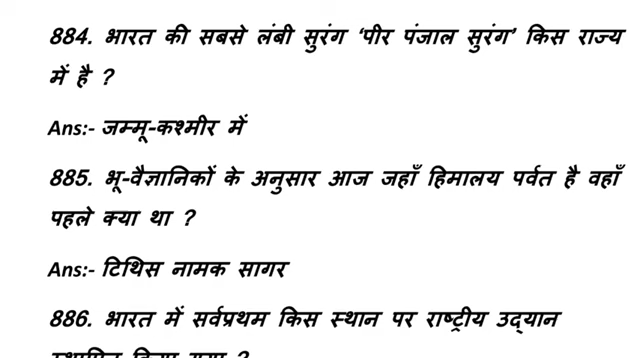 884. भारत की सबसे लंबी सुरंग ‘पीर पंजाल सुरंग’ किस राज्य
में है ?
Ans:- जम्मू-कश्मीर में
885. भू-वैज्ञानिकों के अनुसार आज जहाँ हिमालय पर्वत है वहाँ
पहले क्या था ?
Ans:- टिथिस नामक सागर
886. भारत में सर्वप्रथम किस स्थान पर राष्ट्रीय उद्यान